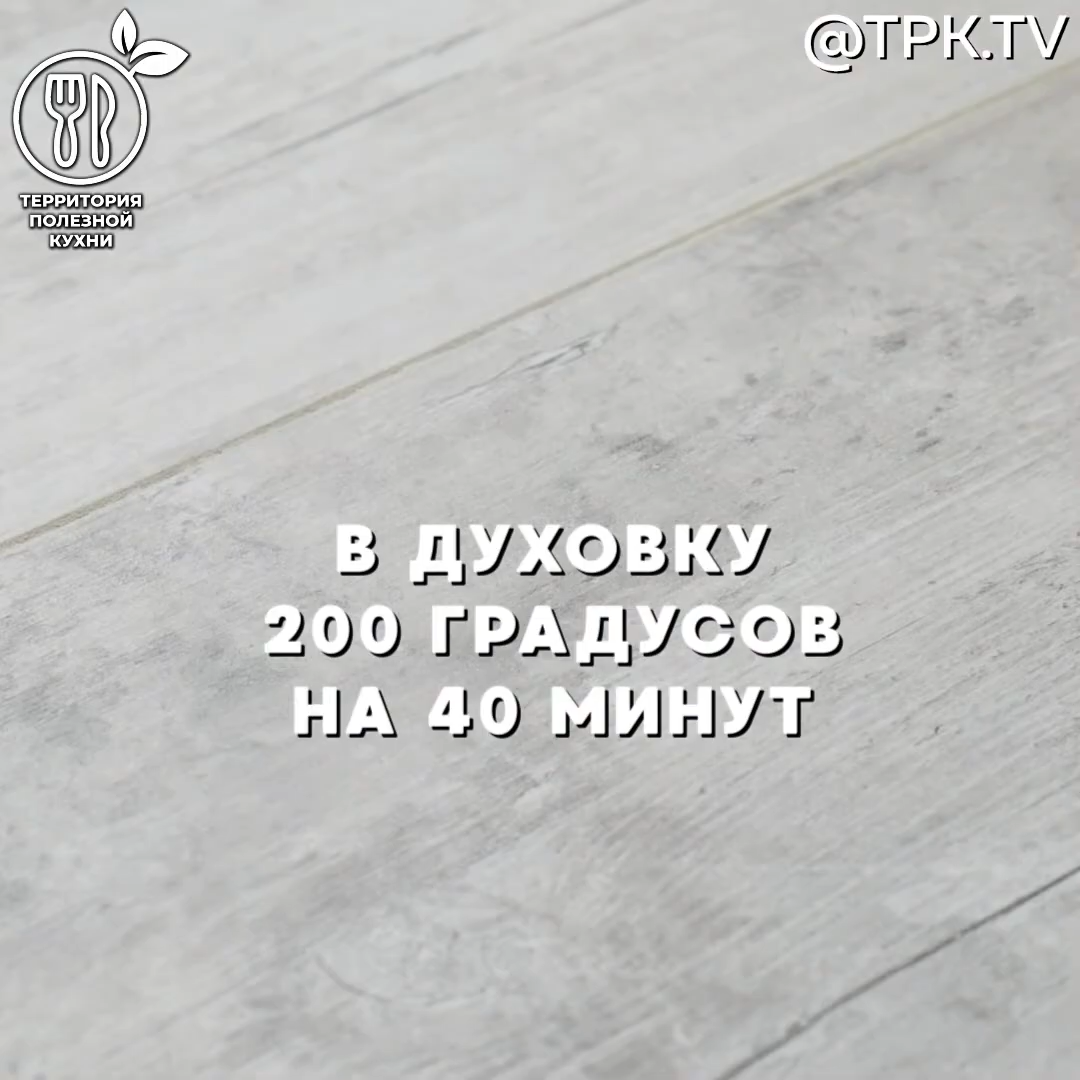 @TPK.TV
ТЕРРИТОРИЯ
ПОЛЕЗНОЙ
КУХНИ
В ДУХОВКУ
200 ГРАДУСОВ
НА 40 МИНУТ